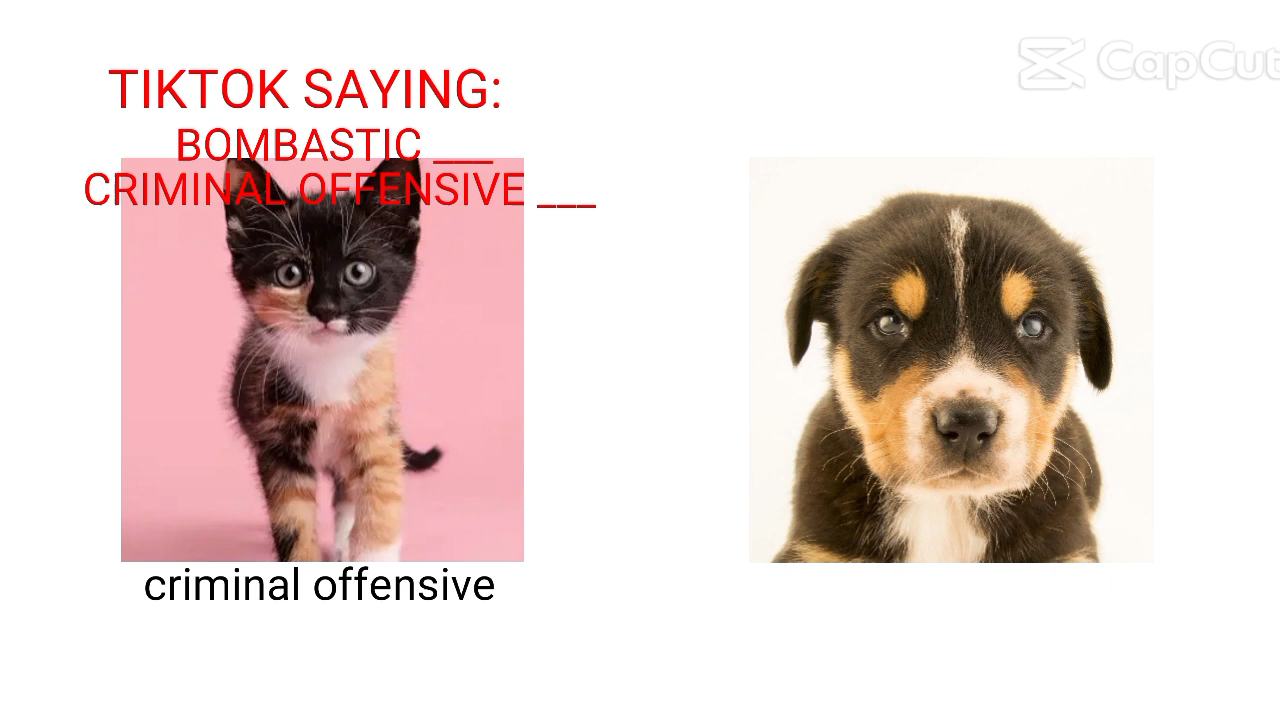 TIKTOK SAYING:
BOMBASTIC ___
CRIMINAL OFFENSIVE ___
criminal offensive
CapCut